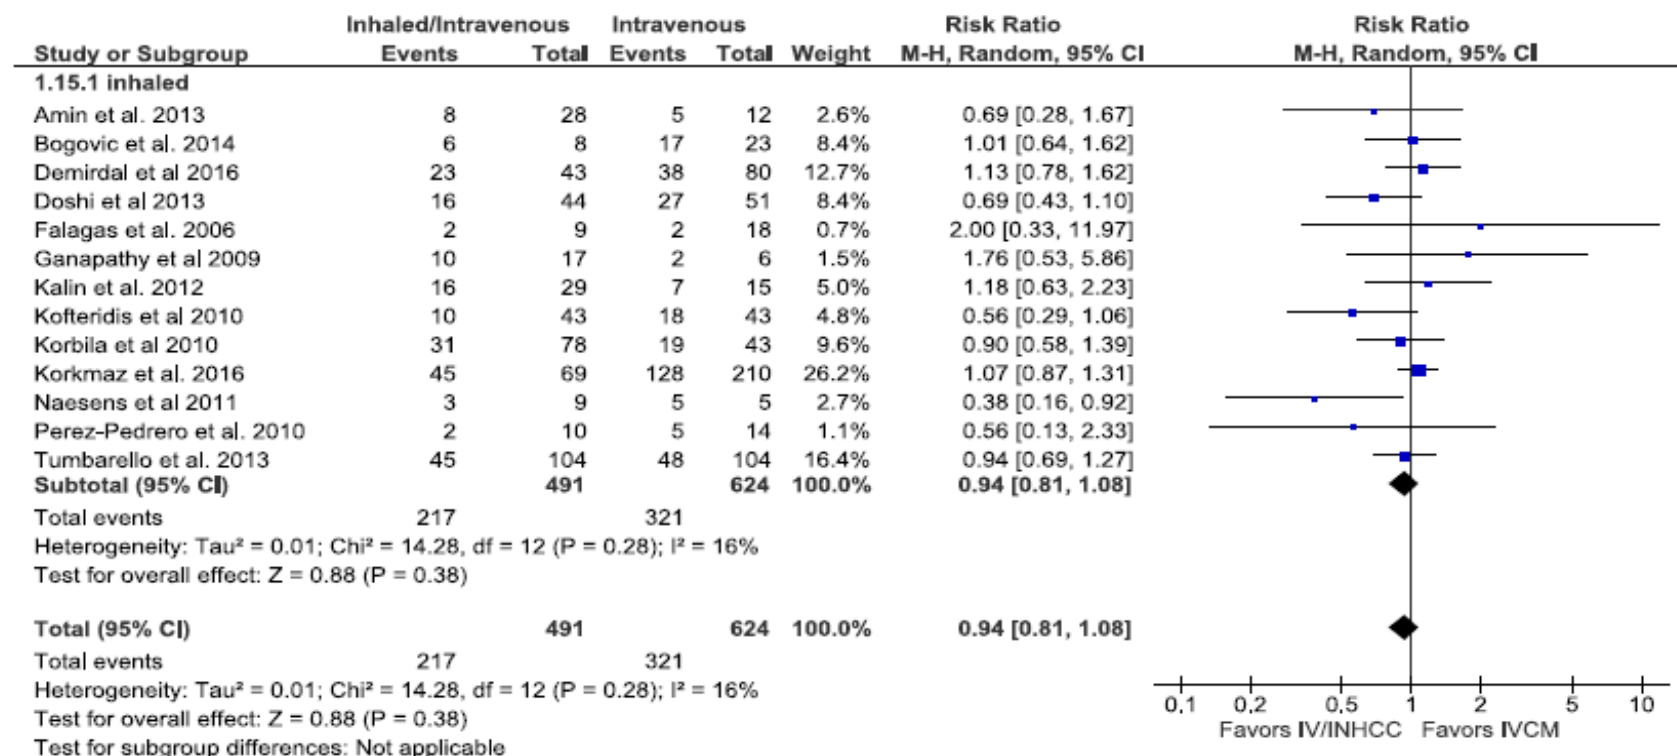 Inhaled/Intravenous Intravenous Risk Ratio Risk Ratio
Study or Subgroup Events Total Events Total Weight M-H, Random, 95% CI M-H, Random, 95% CI
1.15.1 inhaled
Amin et al. 2013 8 28 5 12 2.6% 0.69 [0.28, 1.67]
Bogovic et al. 2014 6 8 17 23 8.4% 1.01 [0.64, 1.62]
Demirdal et al 2016 23 43 38 80 12.7% 1.13 [0.78, 1.62]
Doshi et al 2013 16 44 27 51 8.4% 0.69 [0.43, 1.10]
Falagas et al. 2006 2 9 2 18 0.7% 2.00 [0.33, 11.97]
Ganapathy et al 2009 10 17 2 6 1.5% 1.76 [0.53, 5.86]
Kalin et al. 2012 16 29 7 15 5.0% 1.18 [0.63, 2.23]
Kofteridis et al 2010 10 43 18 43 4.8% 0.56 [0.29, 1.06]
Korbila et al 2010 31 78 19 43 9.6% 0.90 [0.58, 1.39]
Korkmaz et al. 2016 45 69 128 210 26.2% 1.07 [0.87, 1.31]
Naesens et al 2011 3 9 5 5 2.7% 0.38 [0.16, 0.92]
Perez-Pedrero et al. 2010 2 10 5 14 1.1% 0.56 [0.13, 2.33]
Tumbarello et al. 2013 45 104 48 104 16.4% 0.94 [0.69, 1.27]
Subtotal (95% CI) 491 624 100.0% 0.94 [0.81, 1.08]
Total events 217 321
Heterogeneity: Tau² = 0.01; Chi² = 14.28, df = 12 (P = 0.28); I² = 16%
Test for overall effect: Z = 0.88 (P = 0.38)
Total (95% CI) 491 624 100.0% 0.94 [0.81, 1.08]
Total events 217 321
Heterogeneity: Tau² = 0.01; Chi² = 14.28, df = 12 (P = 0.28); I² = 16%
Test for overall effect: Z = 0.88 (P = 0.38)
Test for subgroup differences: Not applicable
0.1 0.2 0.5 1 2 5 10
Favors IV/INHCC Favors IVCM